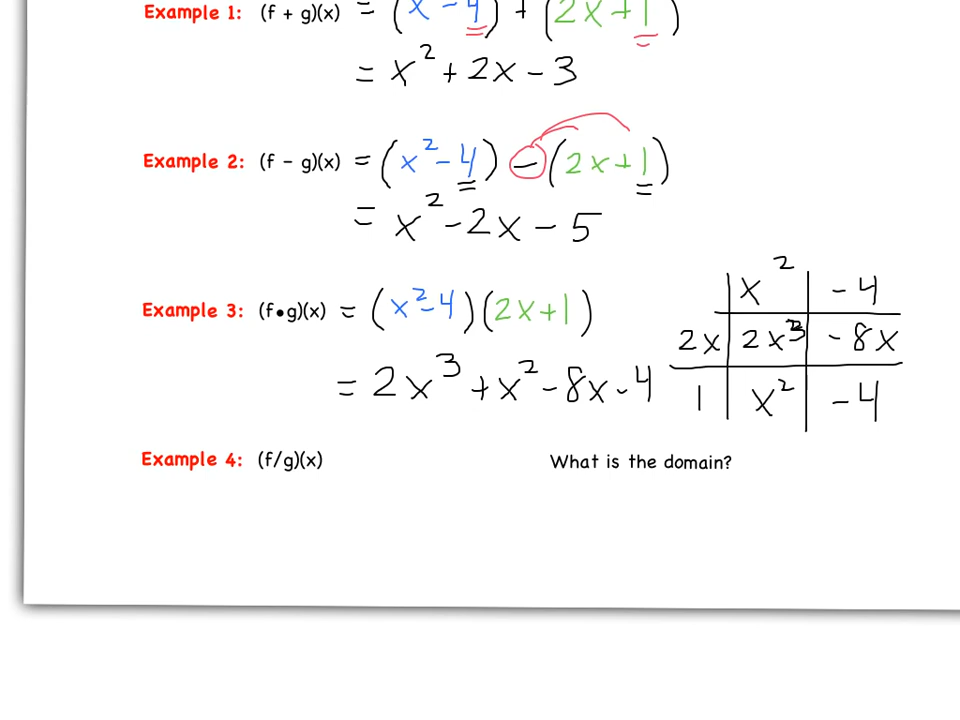 Example 1: (f + g)(x) = (x - 4) + (2x + 1)
= x² + 2x - 3
Example 2: (f - g)(x) = (x² - 4) - (2x + 1)
= x² - 2x - 5
Example 3: (f•g)(x) = (x² - 4)(2x + 1)
= 2x³ + x² - 8x - 4
x² -4
2x 2x³ -8x
1 x² -4
Example 4: (f/g)(x) What is the domain?